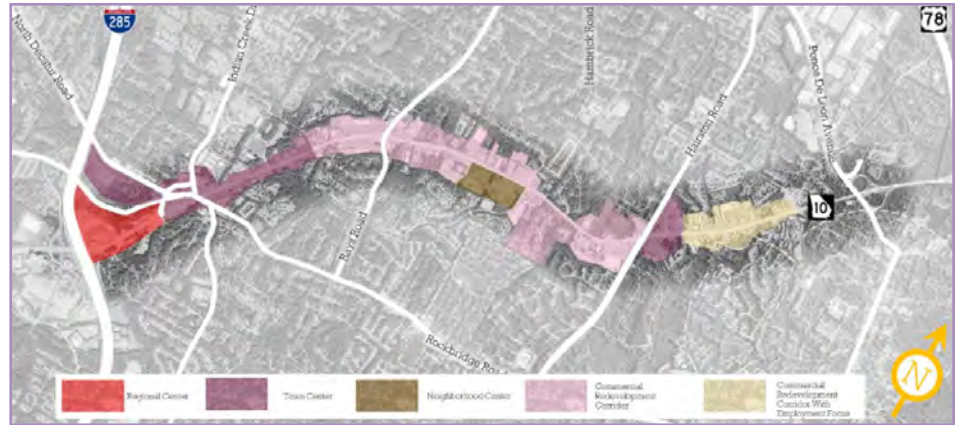 285
78
North Decatur Road
Indian Creek D
Hambrick Road
Ponce De Leon Avenue
Hairston Road
10
Rays Road
Rockbridge Road
N
Regional Center
Town Center
Neighborhood Center
Commercial
Redevelopment
Corridor
Commercial
Redevelopment
Corridor With
Employment Focus